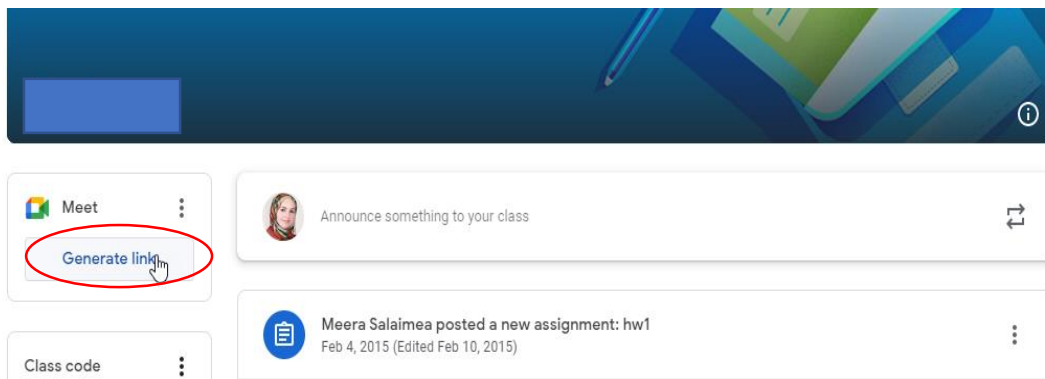 Meet
Generate link
Announce something to your class
Meera Salaimea posted a new assignment: hw1
Feb 4, 2015 (Edited Feb 10, 2015)
Class code